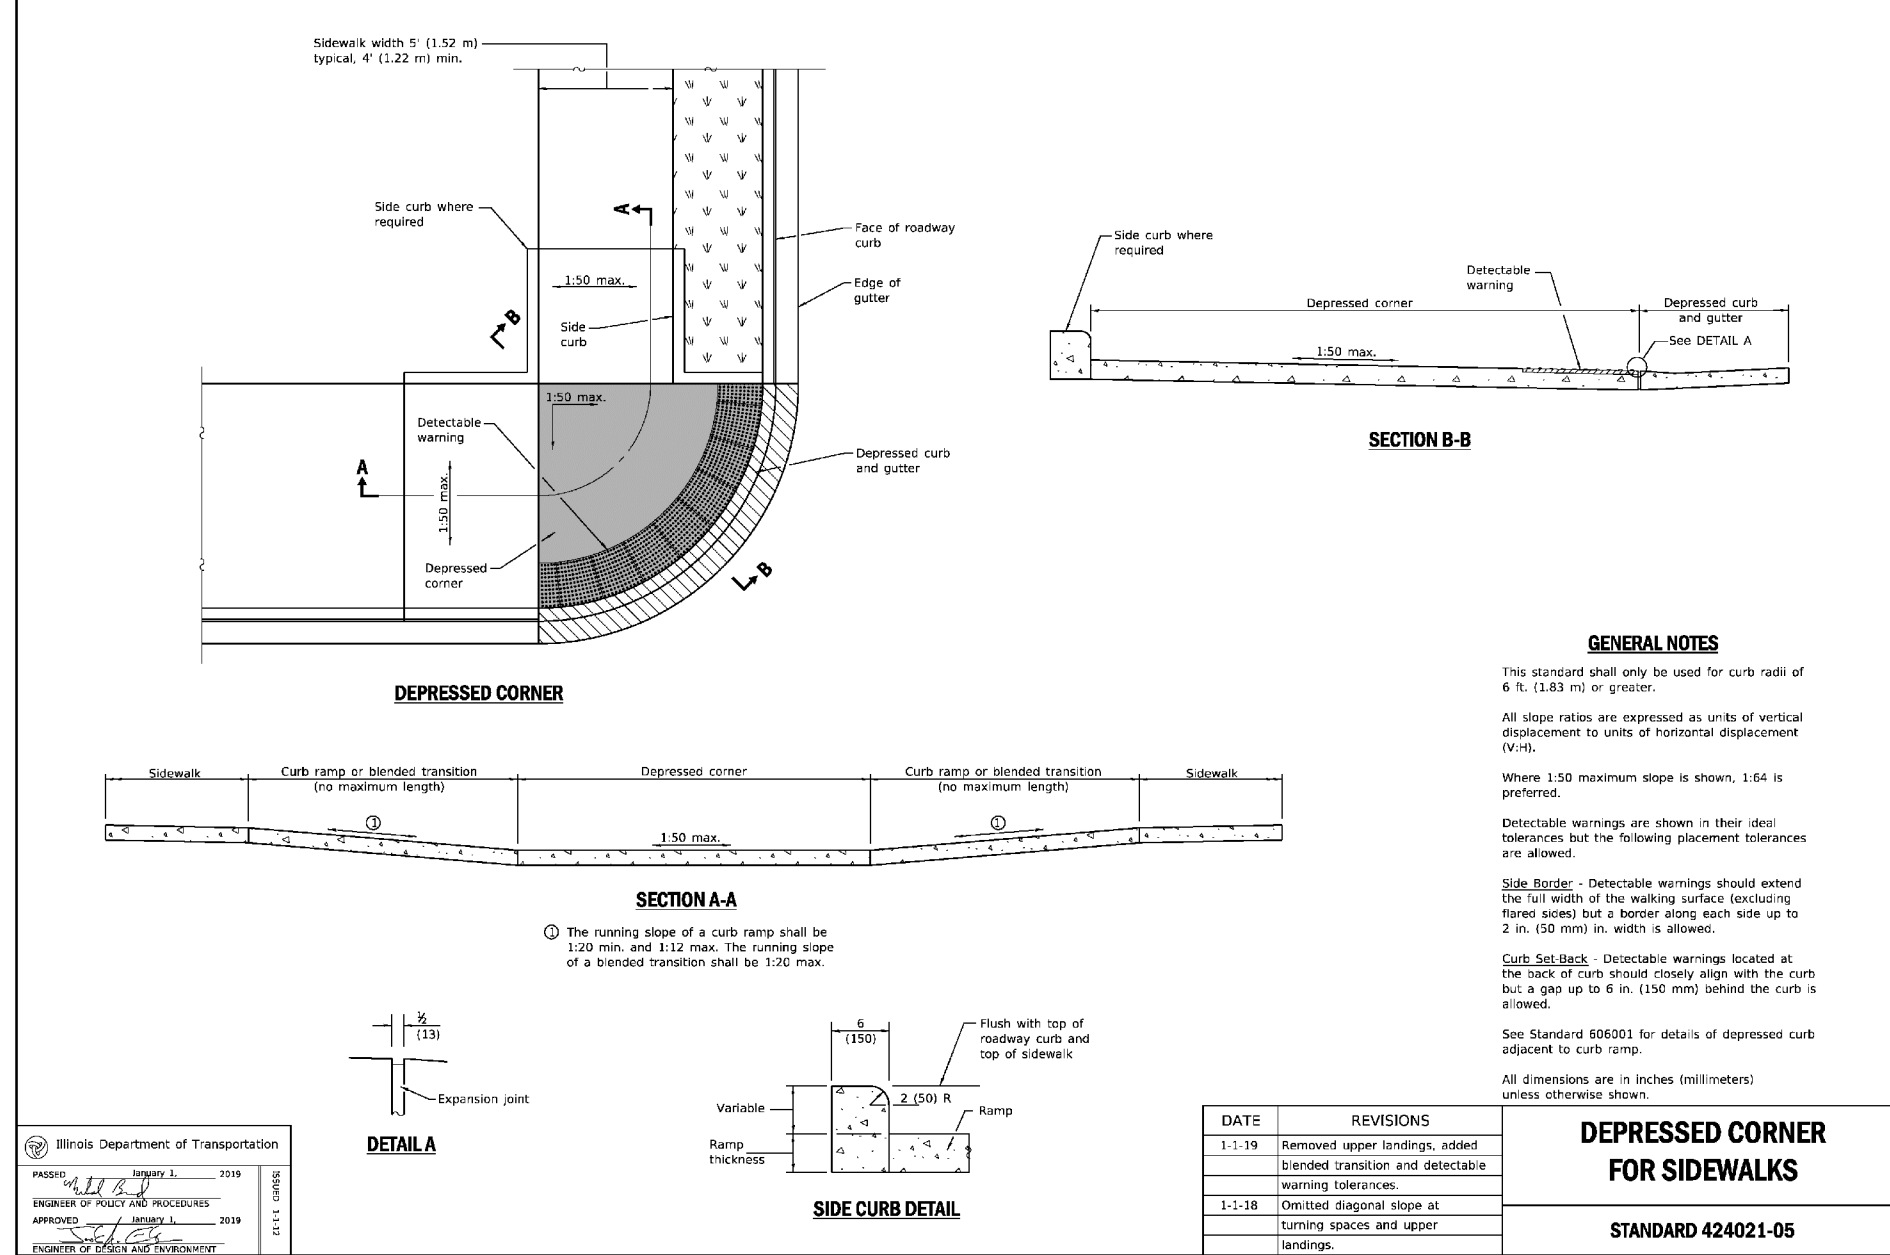 Sidewalk width 5' (1.52 m)
typical, 4' (1.22 m) min.
Side curb where
required
A
1:50 max.
B
Side
curb
Face of roadway
curb
Edge of
gutter
1:50 max.
Detectable
warning
A
1:50 max.
Depressed
corner
Depressed curb
and gutter
B
DEPRESSED CORNER
Side curb where
required
Detectable
warning
Depressed corner
Depressed curb
and gutter
See DETAIL A
1:50 max.
SECTION B-B
Sidewalk
Curb ramp or blended transition
(no maximum length)
Depressed corner
Curb ramp or blended transition
(no maximum length)
Sidewalk
1
1:50 max.
1
SECTION A-A
1 The running slope of a curb ramp shall be
1:20 min. and 1:12 max. The running slope
of a blended transition shall be 1:20 max.
½
(13)
Expansion joint
DETAIL A
6
(150)
Flush with top of
roadway curb and
top of sidewalk
2 (50) R
Variable
Ramp
Ramp
thickness
SIDE CURB DETAIL
GENERAL NOTES
This standard shall only be used for curb radii of
6 ft. (1.83 m) or greater.
All slope ratios are expressed as units of vertical
displacement to units of horizontal displacement
(V:H).
Where 1:50 maximum slope is shown, 1:64 is
preferred.
Detectable warnings are shown in their ideal
tolerances but the following placement tolerances
are allowed.
Side Border - Detectable warnings should extend
the full width of the walking surface (excluding
flared sides) but a border along each side up to
2 in. (50 mm) in. width is allowed.
Curb Set-Back - Detectable warnings located at
the back of curb should closely align with the curb
but a gap up to 6 in. (150 mm) behind the curb is
allowed.
See Standard 606001 for details of depressed curb
adjacent to curb ramp.
All dimensions are in inches (millimeters)
unless otherwise shown.
Illinois Department of Transportation
PASSED January 1, 2019
ENGINEER OF POLICY AND PROCEDURES
APPROVED January 1, 2019
ENGINEER OF DESIGN AND ENVIRONMENT
ISSUED 1-1-12
DATE REVISIONS
1-1-19 Removed upper landings, added
blended transition and detectable
warning tolerances.
1-1-18 Omitted diagonal slope at
turning spaces and upper
landings.
DEPRESSED CORNER
FOR SIDEWALKS
STANDARD 424021-05